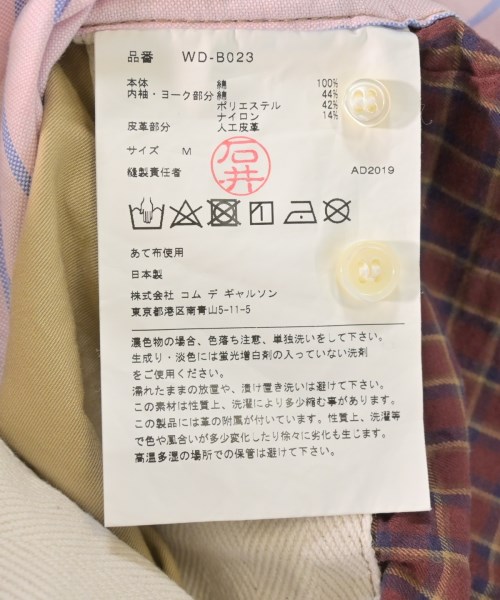 品番 WD-B023
本体 綿 100%
内袖・ヨーク部分 綿 44%
ポリエステル 42%
ナイロン 14%
皮革部分 人工皮革
サイズ M
縫製責任者 石井 AD2019
あて布使用
日本製
株式会社 コム デ ギャルソン
東京都港区南青山5-11-5
濃色物の場合、色落ち注意、単独洗いをして下さい。
生成り・淡色には蛍光増白剤の入っていない洗剤
をご使用ください。
濡れたままの放置や、漬け置き洗いは避けて下さい。
この素材は性質上、洗濯により多少縮む事があります。
この製品には革の附属が付いています。性質上、洗濯等
で色や風合いが多少変化したり徐々に劣化も生じます。
高温多湿の場所での保管は避けて下さい。